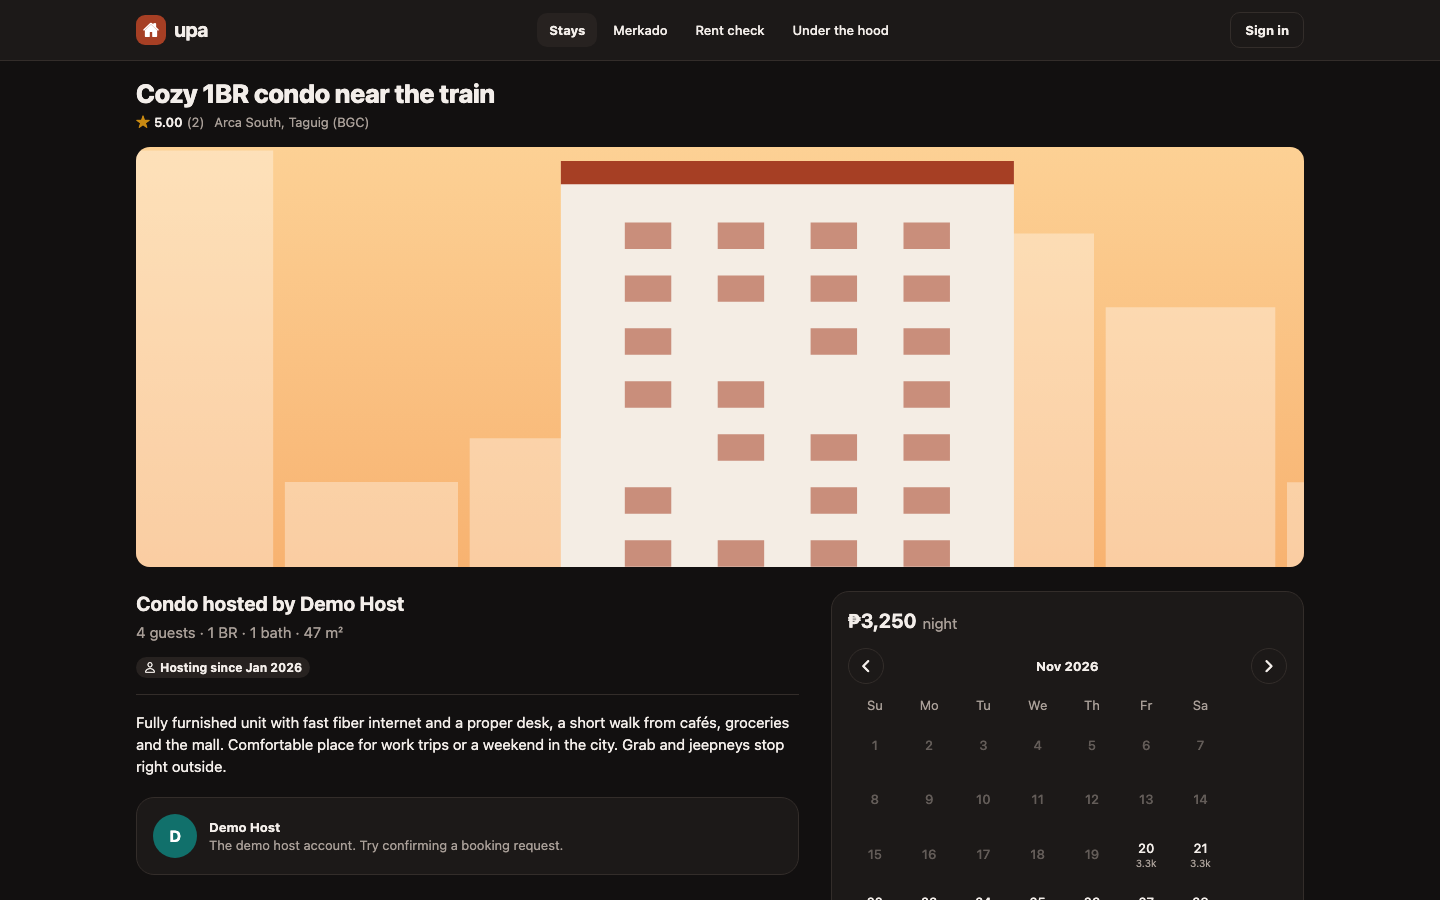 upa
Stays Merkado Rent check Under the hood
Sign in
Cozy 1BR condo near the train
5.00 (2) Arca South, Taguig (BGC)
Condo hosted by Demo Host
4 guests · 1 BR · 1 bath · 47 m²
Hosting since Jan 2026
Fully furnished unit with fast fiber internet and a proper desk, a short walk from cafés, groceries
and the mall. Comfortable place for work trips or a weekend in the city. Grab and jeepneys stop
right outside.
D
Demo Host
The demo host account. Try confirming a booking request.
₱3,250 night
Nov 2026
Su Mo Tu We Th Fr Sa
1 2 3 4 5 6 7
8 9 10 11 12 13 14
15 16 17 18 19 20 21
3.3k 3.3k